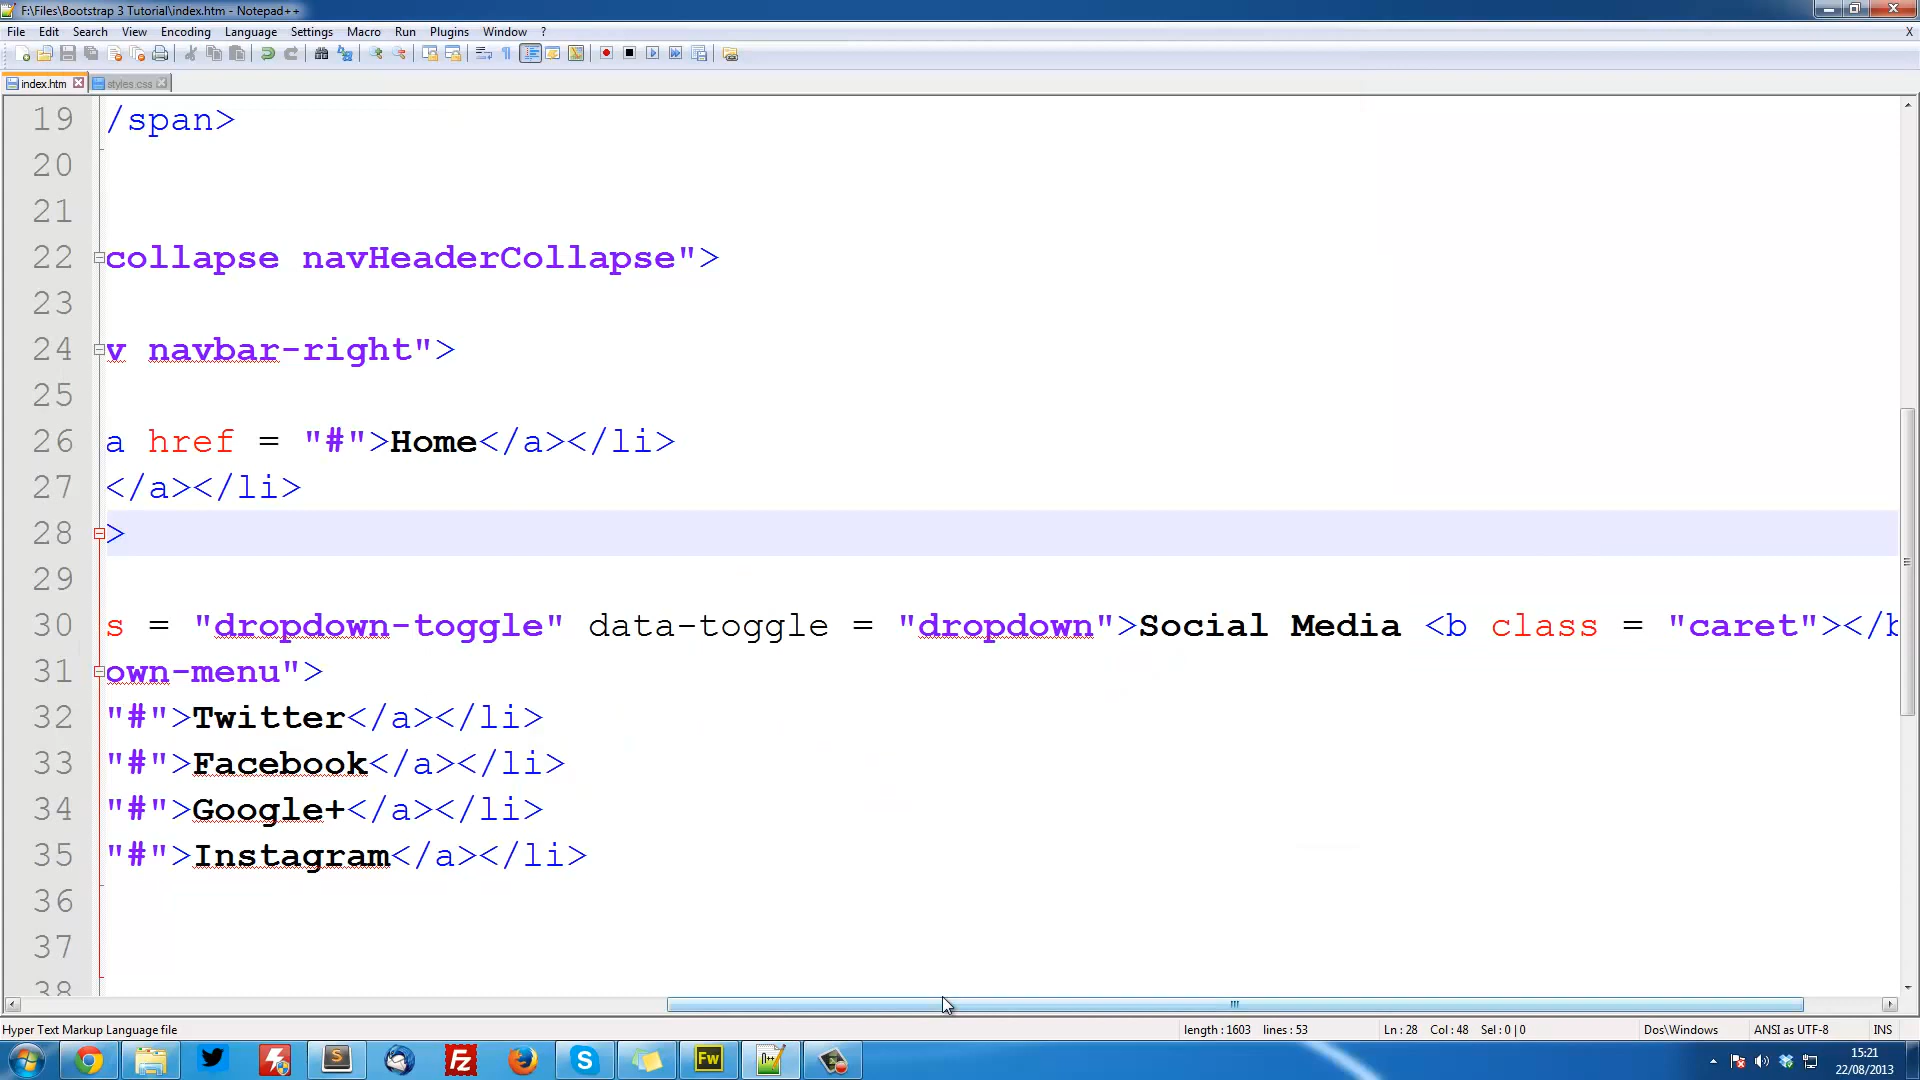 F:\Files\Bootstrap 3 Tutorial\index.htm - Notepad++
File Edit Search View Encoding Language Settings Macro Run Plugins Window ? X
index.htm styles.css
19 /span>
20
21
22 collapse navHeaderCollapse">
23
24 v navbar-right">
25
26 a href = "#">Home</a></li>
27 </a></li>
28 >
29
30 s = "dropdown-toggle" data-toggle = "dropdown">Social Media <b class = "caret"></b
31 own-menu">
32 "#">Twitter</a></li>
33 "#">Facebook</a></li>
34 "#">Google+</a></li>
35 "#">Instagram</a></li>
36
37
38
Hyper Text Markup Language file length : 1603 lines : 53 Ln : 28 Col : 48 Sel : 0 | 0 Dos\Windows ANSI as UTF-8 INS
S Fz S Fw n++
15:21
22/08/2013